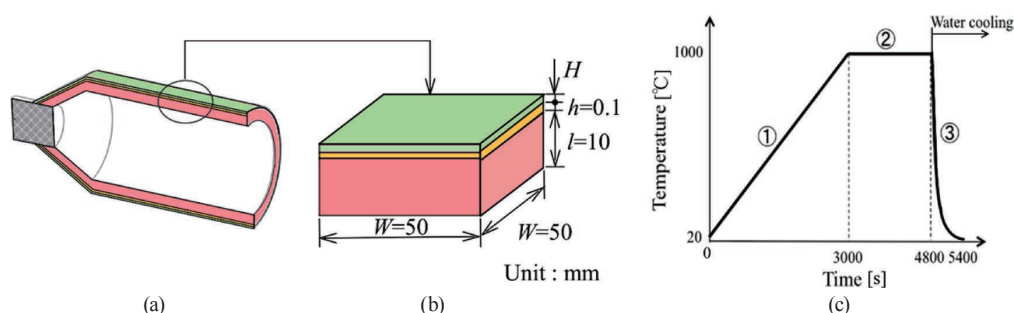 H
h=0.1
l=10
W=50
W=50
Unit : mm
(a)
(b)
Water cooling
②
1000
①
③
Temperature [℃]
20
0
3000
4800 5400
Time [s]
(c)